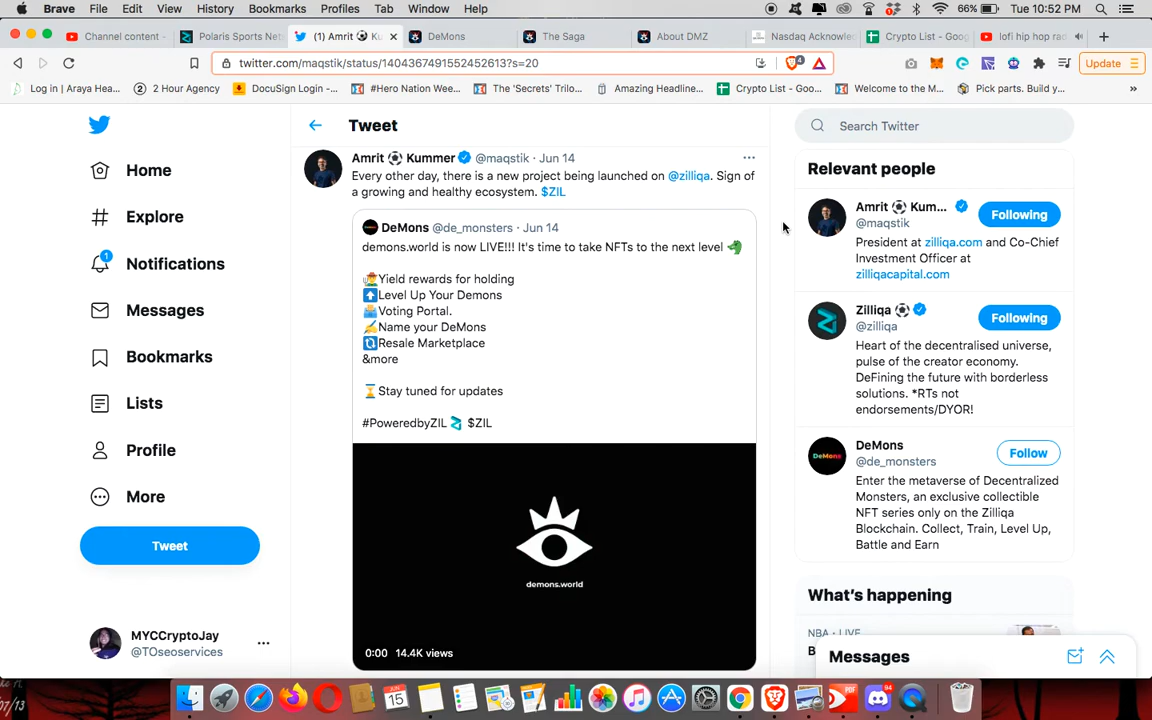 Brave File Edit View History Bookmarks Profiles Tab Window Help 66% Tue 10:52 PM
Channel content - Polaris Sports Net (1) Amrit ⚽ Ku DeMons The Saga About DMZ Nasdaq Acknowle Crypto List - Goog lofi hip hop rad
twitter.com/maqstik/status/1404367491552452613?s=20 Update
Log in | Araya Hea... 2 Hour Agency DocuSign Login -... #Hero Nation Wee... The 'Secrets' Trilo... Amazing Headline... Crypto List - Goo... Welcome to the M... Pick parts. Build y... »
Home
Explore
1
Notifications
Messages
Bookmarks
Lists
Profile
More
Tweet
MYCCryptoJay
@TOseoservices
Tweet
Amrit ⚽ Kummer @maqstik · Jun 14
Every other day, there is a new project being launched on @zilliqa. Sign of
a growing and healthy ecosystem. $ZIL
DeMons @de_monsters · Jun 14
demons.world is now LIVE!!! It's time to take NFTs to the next level
Yield rewards for holding
Level Up Your Demons
Voting Portal.
Name your DeMons
Resale Marketplace
&more
Stay tuned for updates
#PoweredbyZIL $ZIL
demons.world
0:00 14.4K views
Search Twitter
Relevant people
Amrit ⚽ Kum...
@maqstik
Following
President at zilliqa.com and Co-Chief
Investment Officer at
zilliqacapital.com
Zilliqa ⚽
@zilliqa
Following
Heart of the decentralised universe,
pulse of the creator economy.
DeFining the future with borderless
solutions. *RTs not
endorsements/DYOR!
DeMons
DeMons
@de_monsters
Follow
Enter the metaverse of Decentralized
Monsters, an exclusive collectible
NFT series only on the Zilliqa
Blockchain. Collect, Train, Level Up,
Battle and Earn
What's happening
NBA · LIVE
Messages
JUN
15
PDF
94
07/13